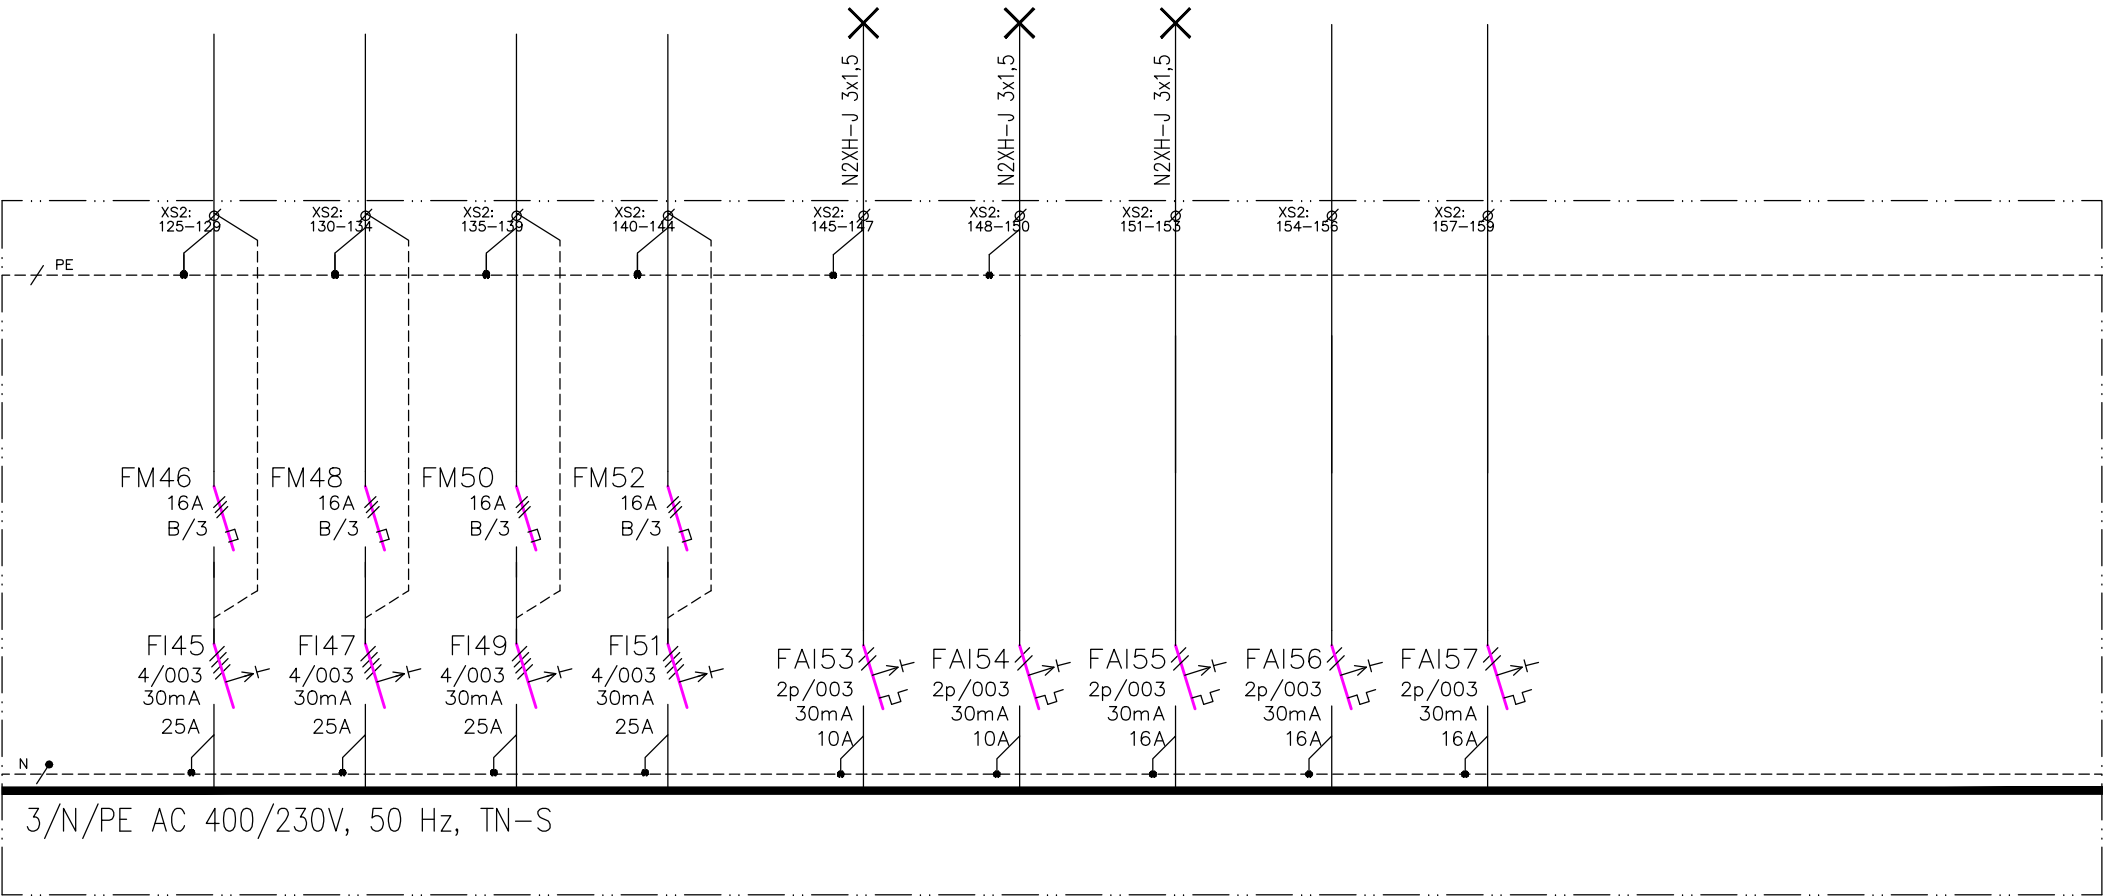 N2XH-J 3x1,5
N2XH-J 3x1,5
N2XH-J 3x1,5
XS2:
125-129
XS2:
130-134
XS2:
135-139
XS2:
140-144
XS2:
145-147
XS2:
148-150
XS2:
151-153
XS2:
154-156
XS2:
157-159
PE
FM46
16A
B/3
FM48
16A
B/3
FM50
16A
B/3
FM52
16A
B/3
FI45
4/003
30mA
25A
FI47
4/003
30mA
25A
FI49
4/003
30mA
25A
FI51
4/003
30mA
25A
FAI53
2p/003
30mA
10A
FAI54
2p/003
30mA
10A
FAI55
2p/003
30mA
16A
FAI56
2p/003
30mA
16A
FAI57
2p/003
30mA
16A
N
3/N/PE AC 400/230V, 50 Hz, TN-S